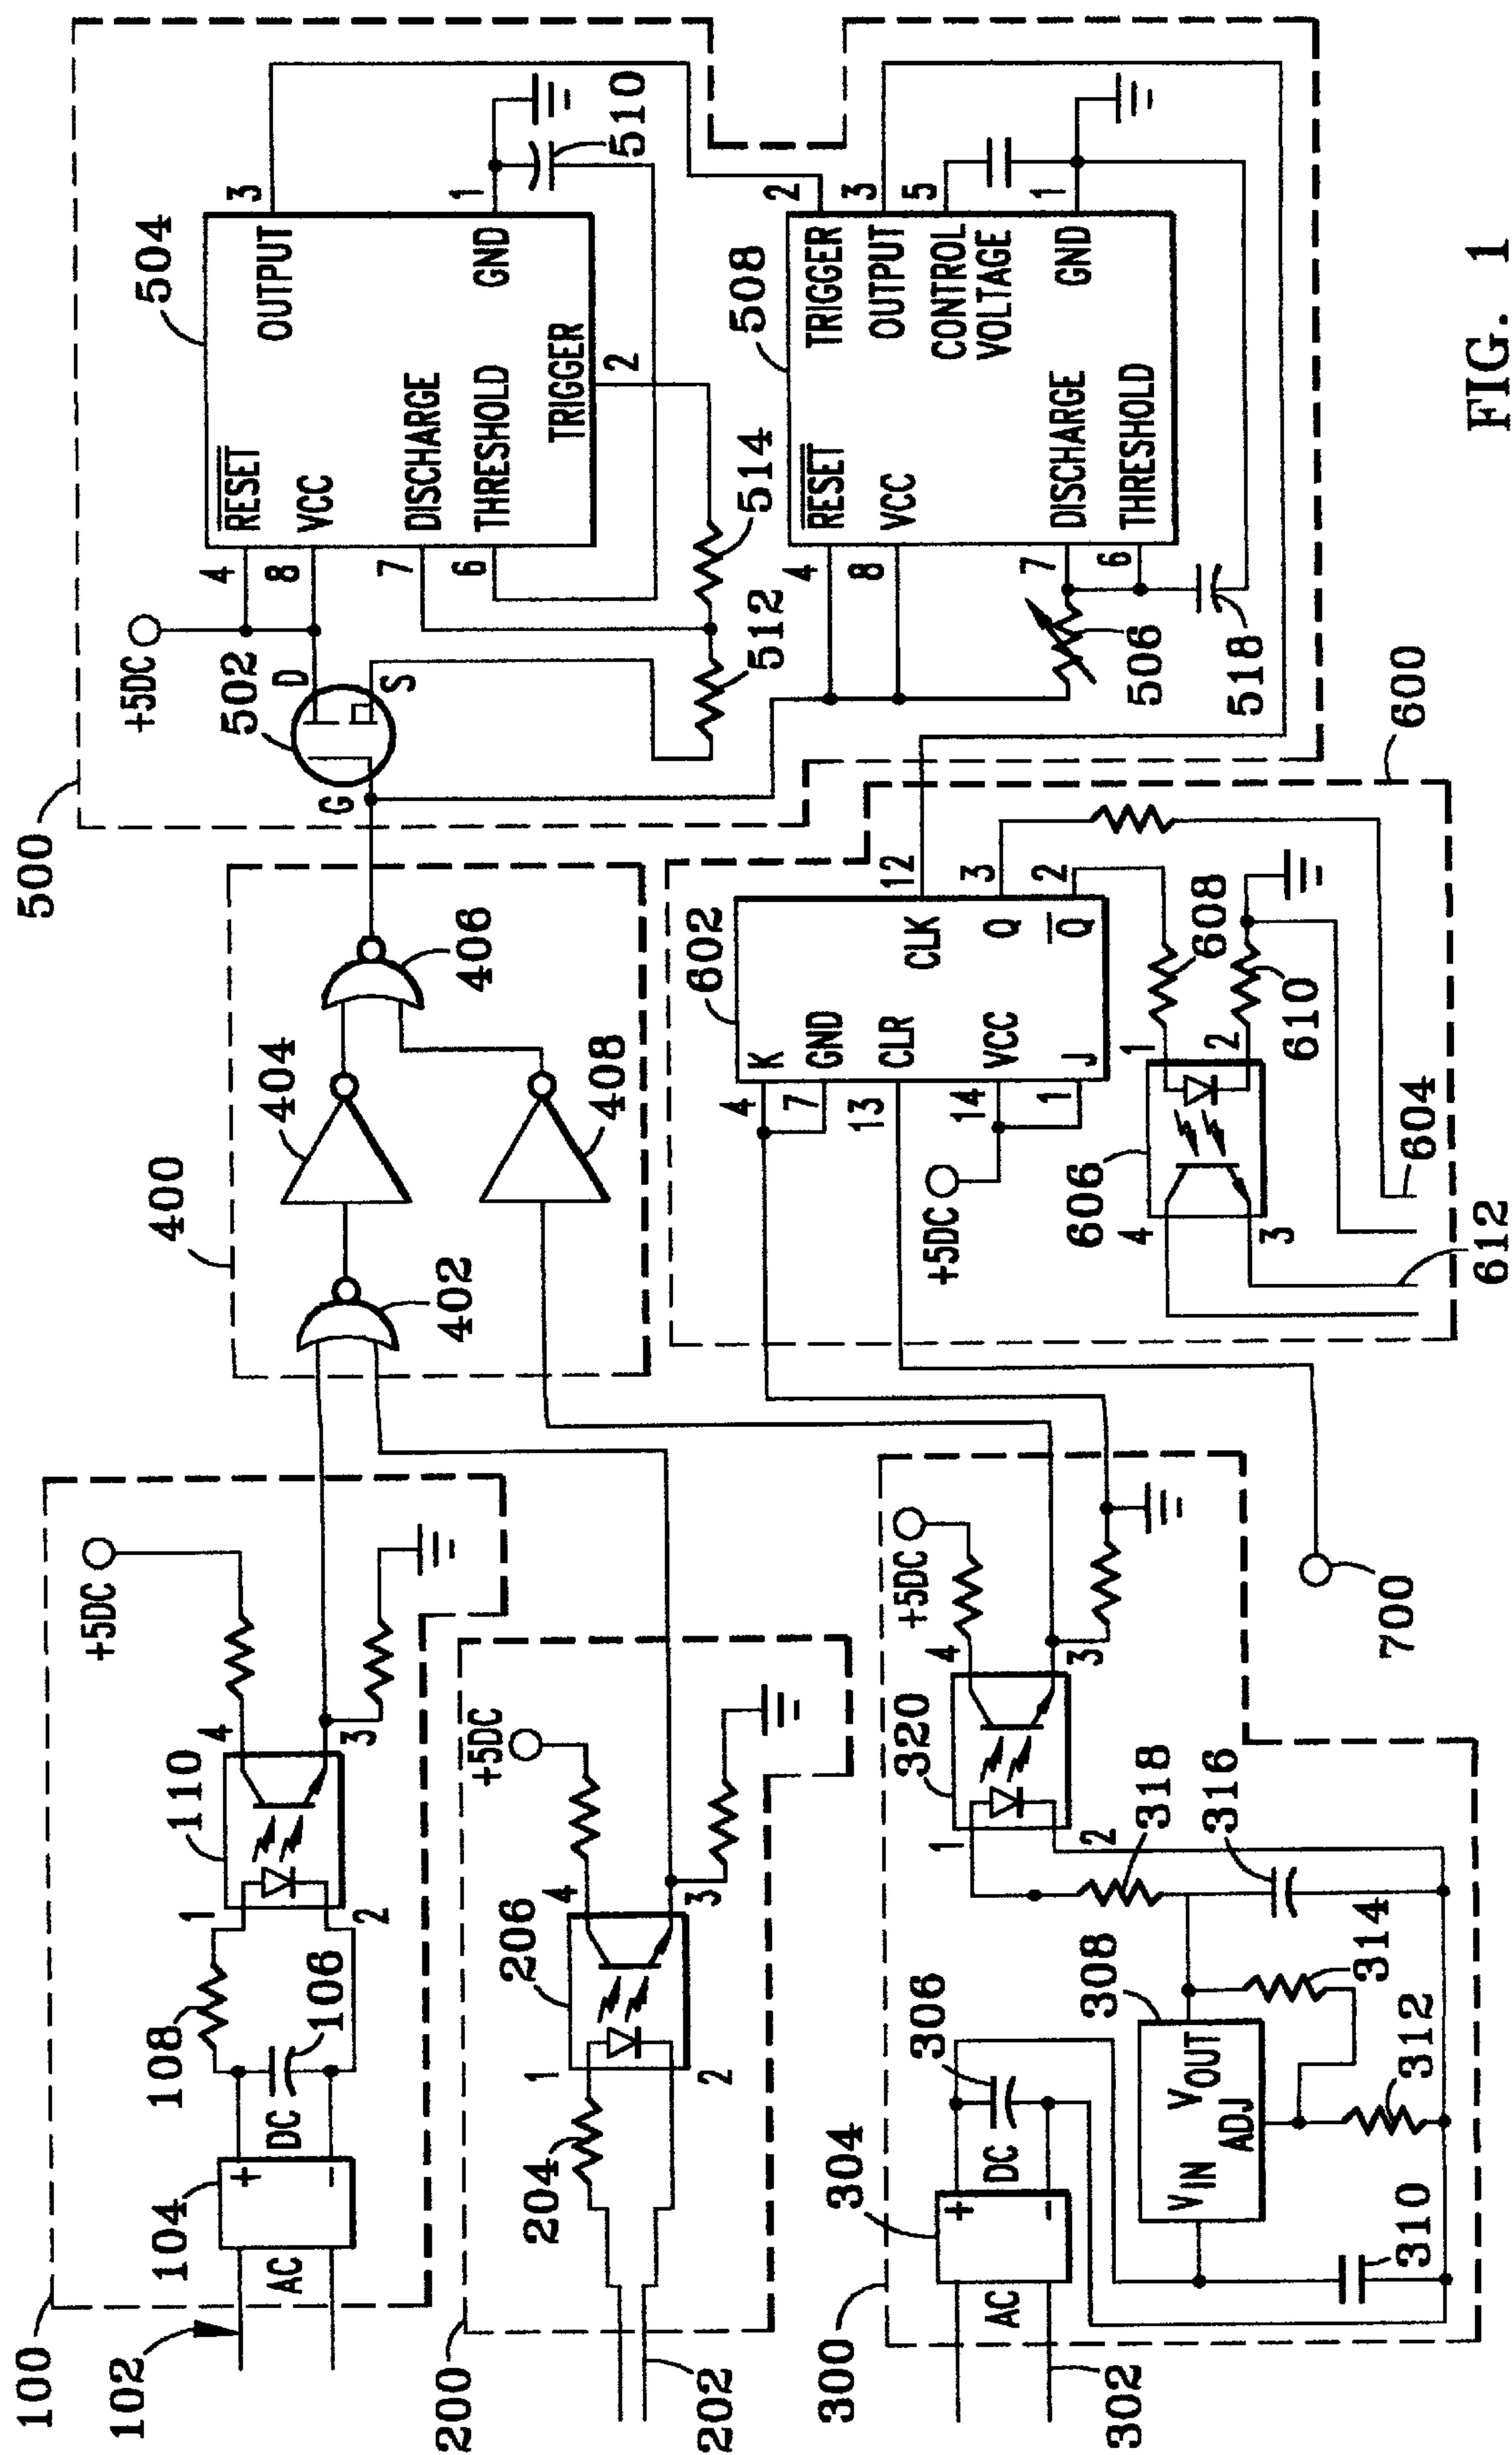 100
102
104
AC
+
-
DC
106
108
110
1
2
4
3
+5DC
200
202
204
206
1
2
4
3
+5DC
300
302
304
AC
+
-
DC
306
308
VIN
VOUT
ADJ
310
312
314
316
318
320
1
2
4
3
+5DC
700
400
402
404
406
408
500
502
G
D
S
+5DC
504
RESET
VCC
DISCHARGE
THRESHOLD
TRIGGER
OUTPUT
GND
4
8
7
6
2
3
1
510
512
514
508
RESET
VCC
DISCHARGE
THRESHOLD
TRIGGER
OUTPUT
CONTROL
VOLTAGE
GND
4
8
7
6
2
3
5
1
506
518
600
602
K
GND
CLR
VCC
J
CLK
Q
Q̅
4
7
13
14
1
12
3
2
+5DC
606
1
2
4
3
608
610
604
612
FIG. 1